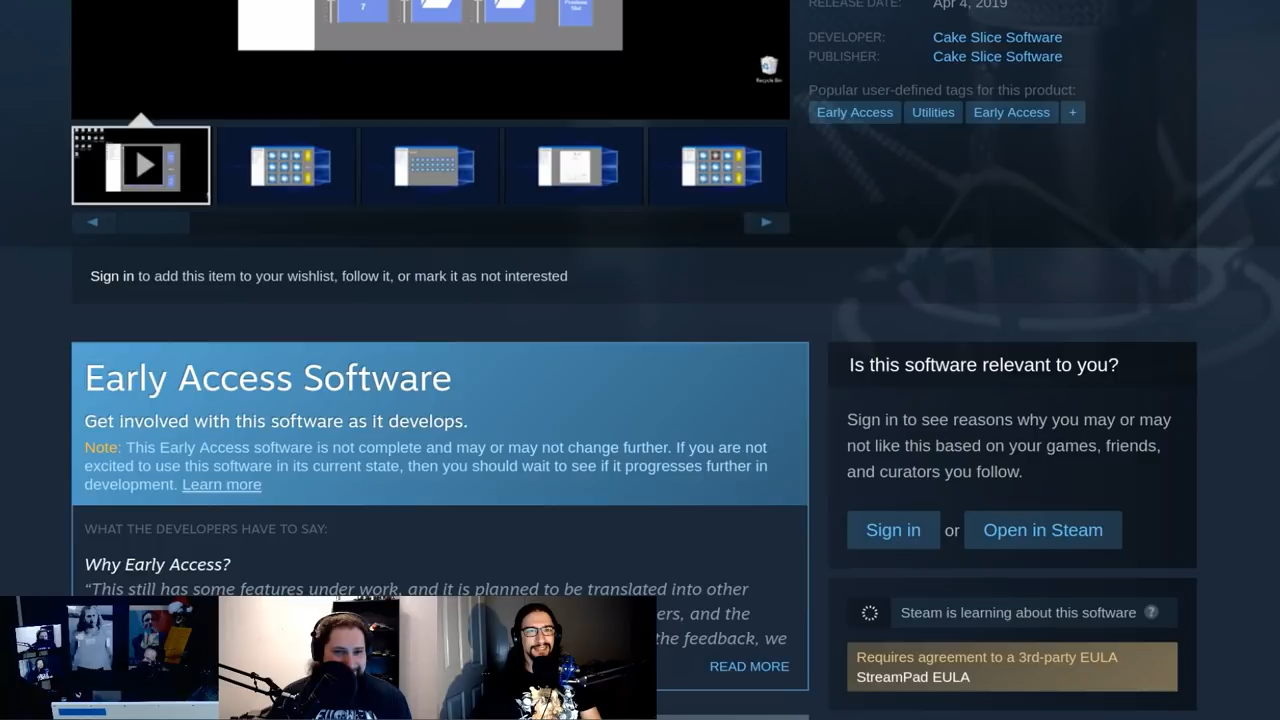 7
Previous
Slot
Recycle Bin
RELEASE DATE: Apr 4, 2019
DEVELOPER: Cake Slice Software
PUBLISHER: Cake Slice Software
Popular user-defined tags for this product:
Early Access Utilities Early Access +
Sign in to add this item to your wishlist, follow it, or mark it as not interested
Early Access Software
Get involved with this software as it develops.
Note: This Early Access software is not complete and may or may not change further. If you are
not excited to use this software in its current state, then you should wait to see if it progresses further in
development. Learn more
WHAT THE DEVELOPERS HAVE TO SAY:
Why Early Access?
“This still has some features under work, and it is planned to be translated into other
ers, and the
the feedback, we
READ MORE
Is this software relevant to you?
Sign in to see reasons why you may or may
not like this based on your games, friends,
and curators you follow.
Sign in or Open in Steam
Steam is learning about this software ?
Requires agreement to a 3rd-party EULA
StreamPad EULA